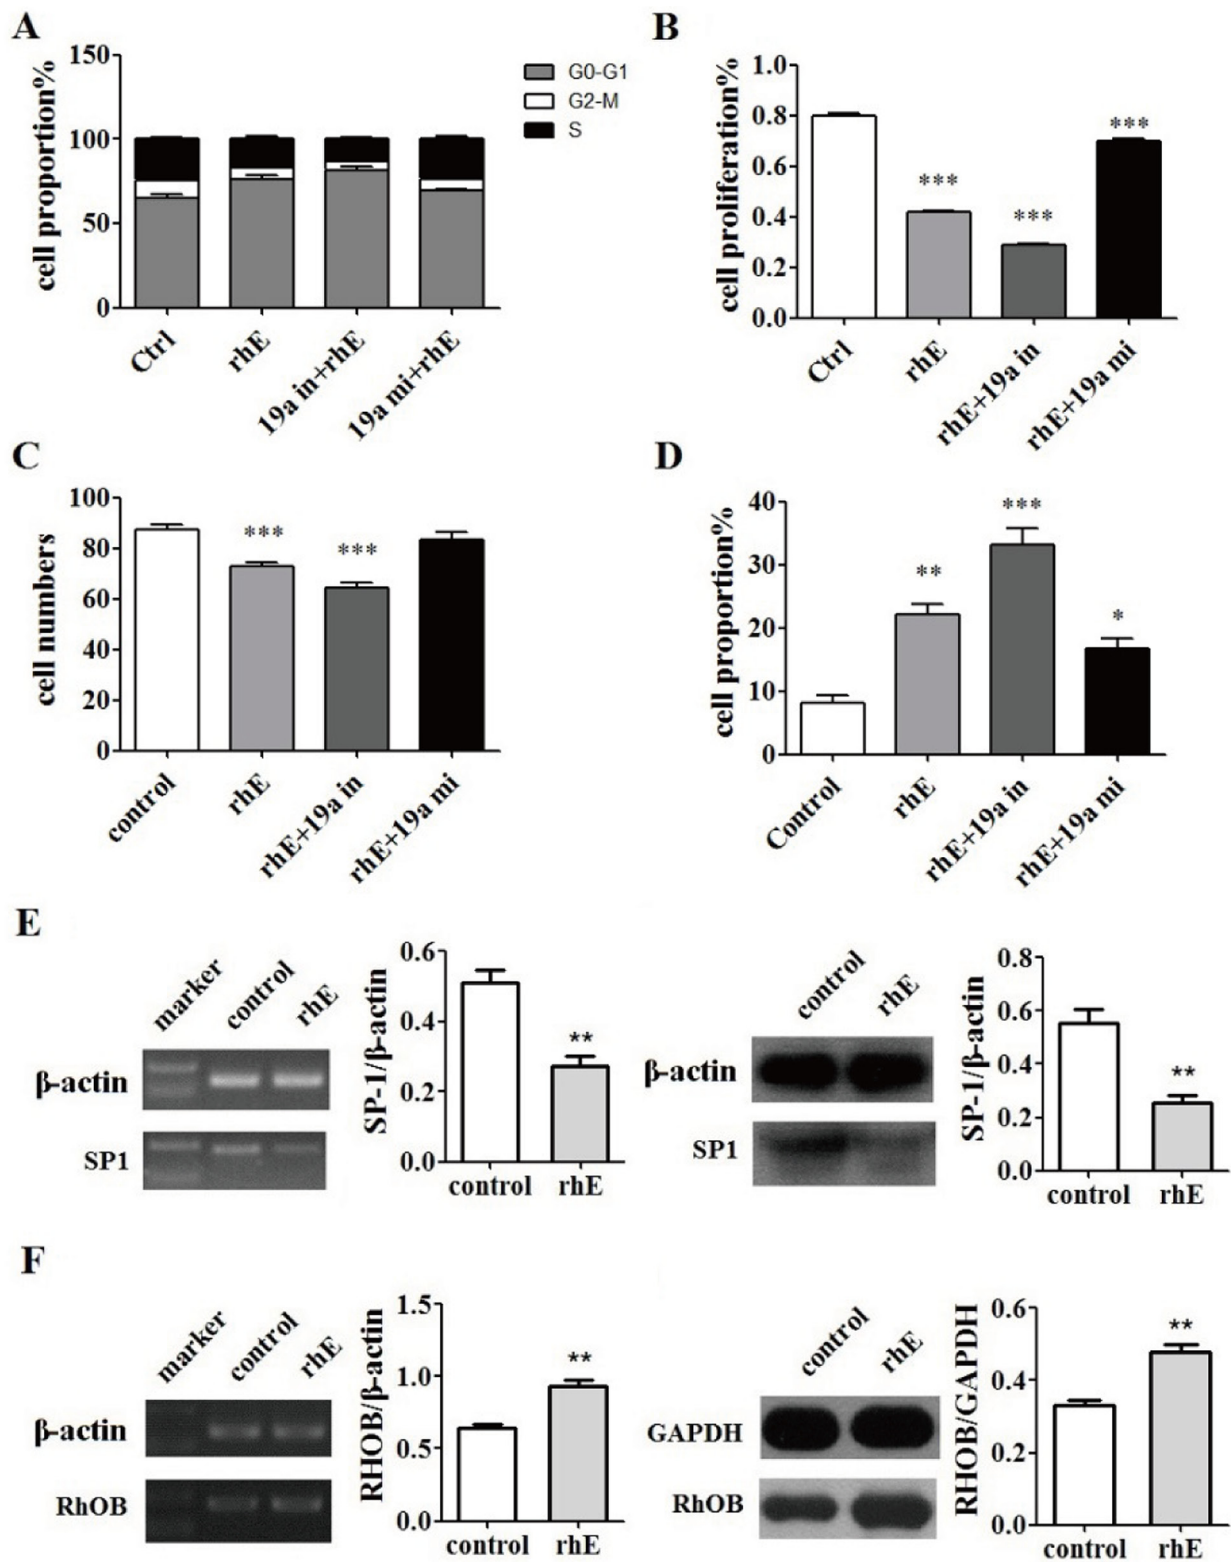 A
cell proportion%
150
100
50
0
Ctrl
rhE
19a in+rhE
19a mi+rhE
G0-G1
G2-M
S
B
cell proliferation%
1.0
0.8
0.6
0.4
0.2
0.0
***
***
***
Ctrl
rhE
rhE+19a in
rhE+19a mi
C
cell numbers
100
80
60
40
20
0
***
***
control
rhE
rhE+19a in
rhE+19a mi
D
cell proportion%
40
30
20
10
0
**
***
*
Control
rhE
rhE+19a in
rhE+19a mi
E
marker
control
rhE
β-actin
SP1
SP-1/β-actin
0.6
0.4
0.2
0.0
**
control
rhE
control
rhE
β-actin
SP1
SP-1/β-actin
0.8
0.6
0.4
0.2
0.0
**
control
rhE
F
marker
control
rhE
β-actin
RhOB
RHOB/β-actin
1.5
1.0
0.5
0.0
**
control
rhE
control
rhE
GAPDH
RhOB
RHOB/GAPDH
0.6
0.4
0.2
0.0
**
control
rhE